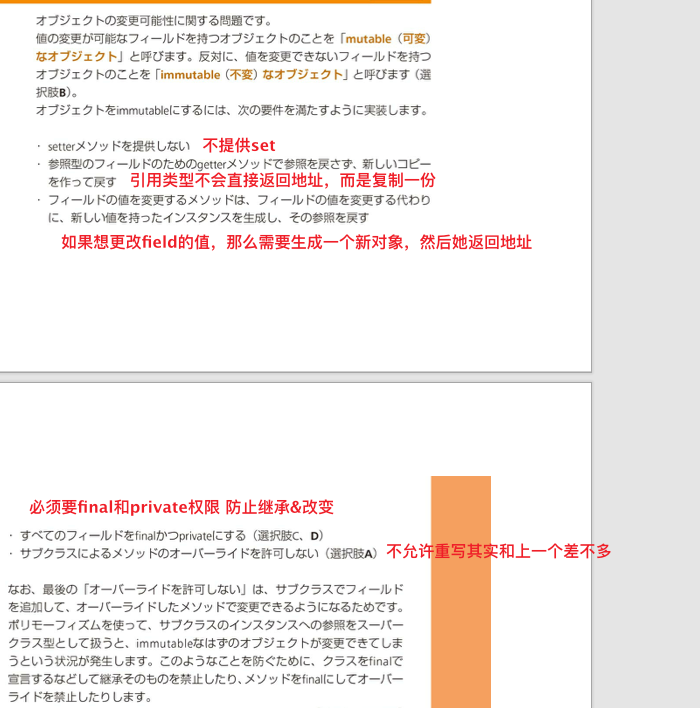 オブジェクトの変更可能性に関する問題です。
値の変更が可能なフィールドを持つオブジェクトのことを「mutable（可変）
なオブジェクト」と呼びます。反対に、値を変更できないフィールドを持つ
オブジェクトのことを「immutable（不変）なオブジェクト」と呼びます（選
択肢B）。
オブジェクトをimmutableにするには、次の要件を満たすように実装します。
・ setterメソッドを提供しない 不提供set
・ 参照型のフィールドのためのgetterメソッドで参照を戻さず、新しいコピー
を作って戻す 引用类型不会直接返回地址，而是复制一份
・ フィールドの値を変更するメソッドは、フィールドの値を変更する代わり
に、新しい値を持ったインスタンスを生成し、その参照を戻す
如果想更改field的值，那么需要生成一个新对象，然后她返回地址
必须要final和private权限 防止继承&改变
・ すべてのフィールドをfinalかつprivateにする（選択肢C、D）
・ サブクラスによるメソッドのオーバーライドを許可しない（選択肢A） 不允许重写其实和上一个差不多
なお、最後の「オーバーライドを許可しない」は、サブクラスでフィールド
を追加して、オーバーライドしたメソッドで変更できるようになるためです。
ポリモーフィズムを使って、サブクラスのインスタンスへの参照をスーパー
クラス型として扱うと、immutableなはずのオブジェクトが変更できてしま
うという状況が発生します。このようなことを防ぐために、クラスをfinalで
宣言するなどして継承そのものを禁止したり、メソッドをfinalにしてオーバー
ライドを禁止したりします。